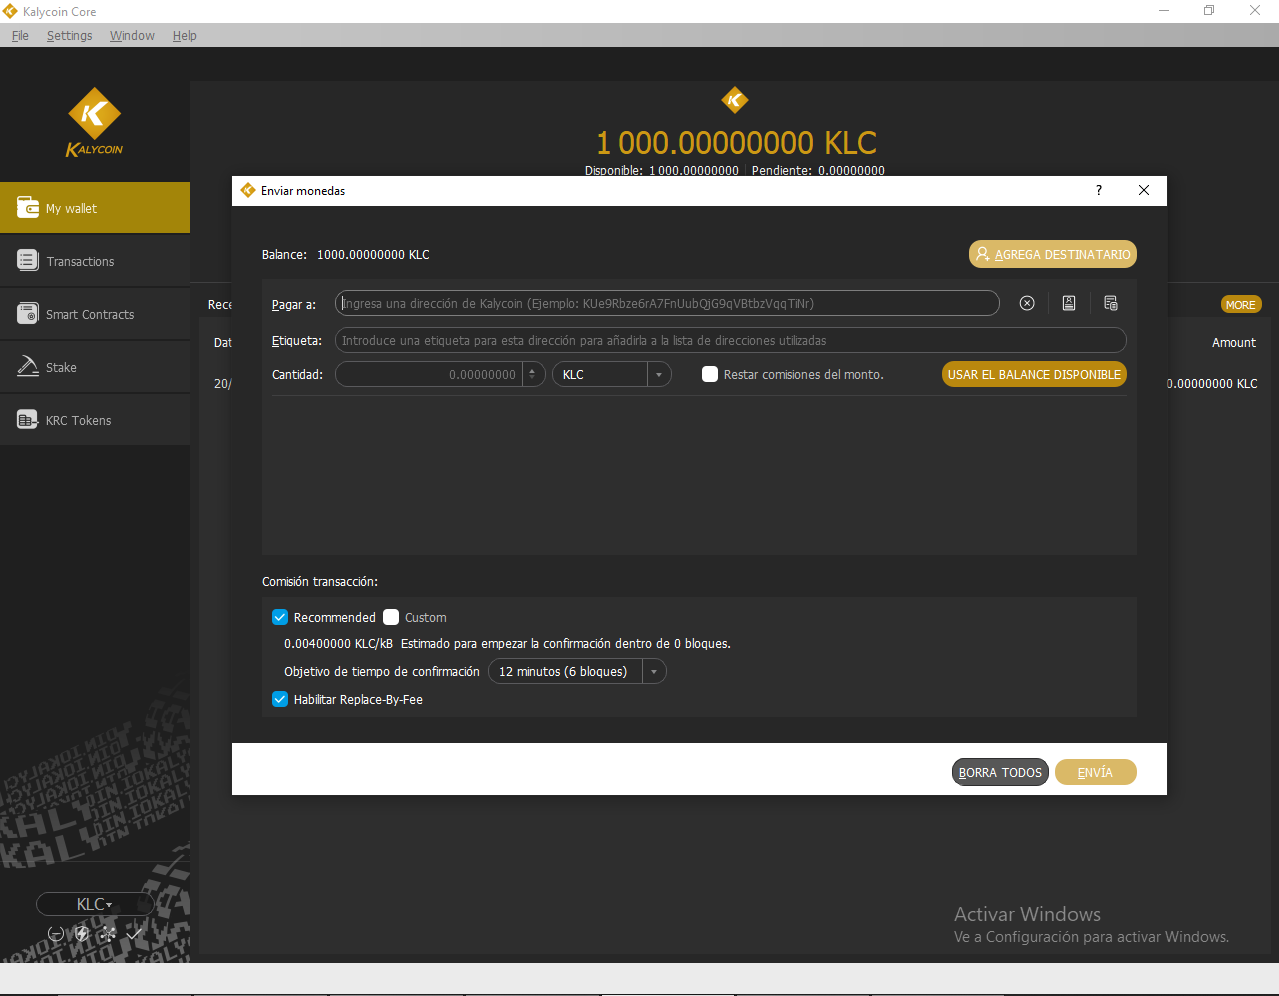 Kalycoin Core
File Settings Window Help
KALYCOIN
1 000.00000000 KLC
Disponible: 1 000.00000000 Pendiente: 0.00000000
My wallet
Transactions
Smart Contracts
Stake
KRC Tokens
Enviar monedas ?
Balance: 1000.00000000 KLC AGREGA DESTINATARIO
Pagar a: Ingresa una dirección de Kalycoin (Ejemplo: KUe9Rbze6rA7FnUubQjG9qVBtbzVqqTiNr)
Etiqueta: Introduce una etiqueta para esta dirección para añadirla a la lista de direcciones utilizadas
Cantidad: 0.00000000 KLC Restar comisiones del monto. USAR EL BALANCE DISPONIBLE
Comisión transacción:
Recommended Custom
0.00400000 KLC/kB Estimado para empezar la confirmación dentro de 0 bloques.
Objetivo de tiempo de confirmación 12 minutos (6 bloques)
Habilitar Replace-By-Fee
BORRA TODOS ENVÍA
Rece MORE
Dat Amount
20/ 0.00000000 KLC
KLC
Activar Windows
Ve a Configuración para activar Windows.